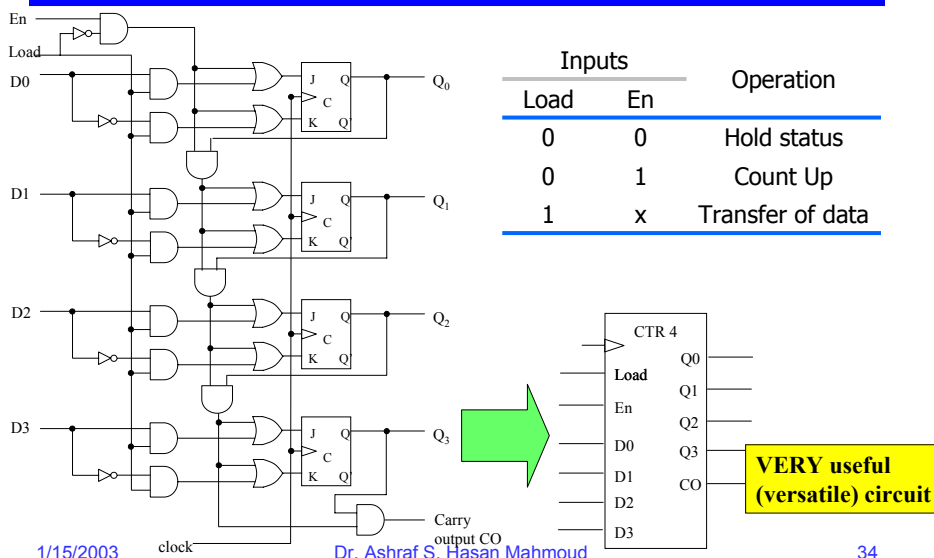 En
Load
D0
J Q
C
K Q'
Q0
D1
J Q
C
K Q'
Q1
D2
J Q
C
K Q'
Q2
D3
J Q
C
K Q'
Q3
Carry
output CO
clock
Inputs Operation
Load En
0 0 Hold status
0 1 Count Up
1 x Transfer of data
CTR 4
Load
En
D0
D1
D2
D3
Q0
Q1
Q2
Q3
CO
VERY useful
(versatile) circuit
1/15/2003 Dr. Ashraf S. Hasan Mahmoud 34